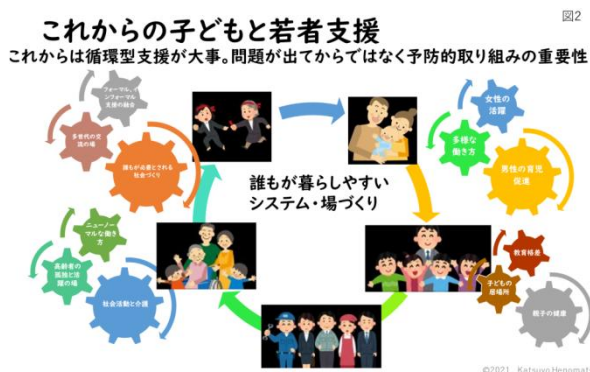 図2
これからの子どもと若者支援
これからは循環型支援が大事。問題が出てからではなく予防的取り組みの重要性
フォーマル、イ
ンフォーマル
支援の融合
多世代の交
流の場
誰もが必要とされる
社会づくり
女性の
活躍
多様な
働き方
男性の育児
促進
誰もが暮らしやすい
システム・場づくり
ニューノー
マルな働き
方
高齢者の
孤独と活
躍の場
社会活動と介護
教育格差
子どもの
居場所
親子の健康
©2021 Katsuyo Henomats